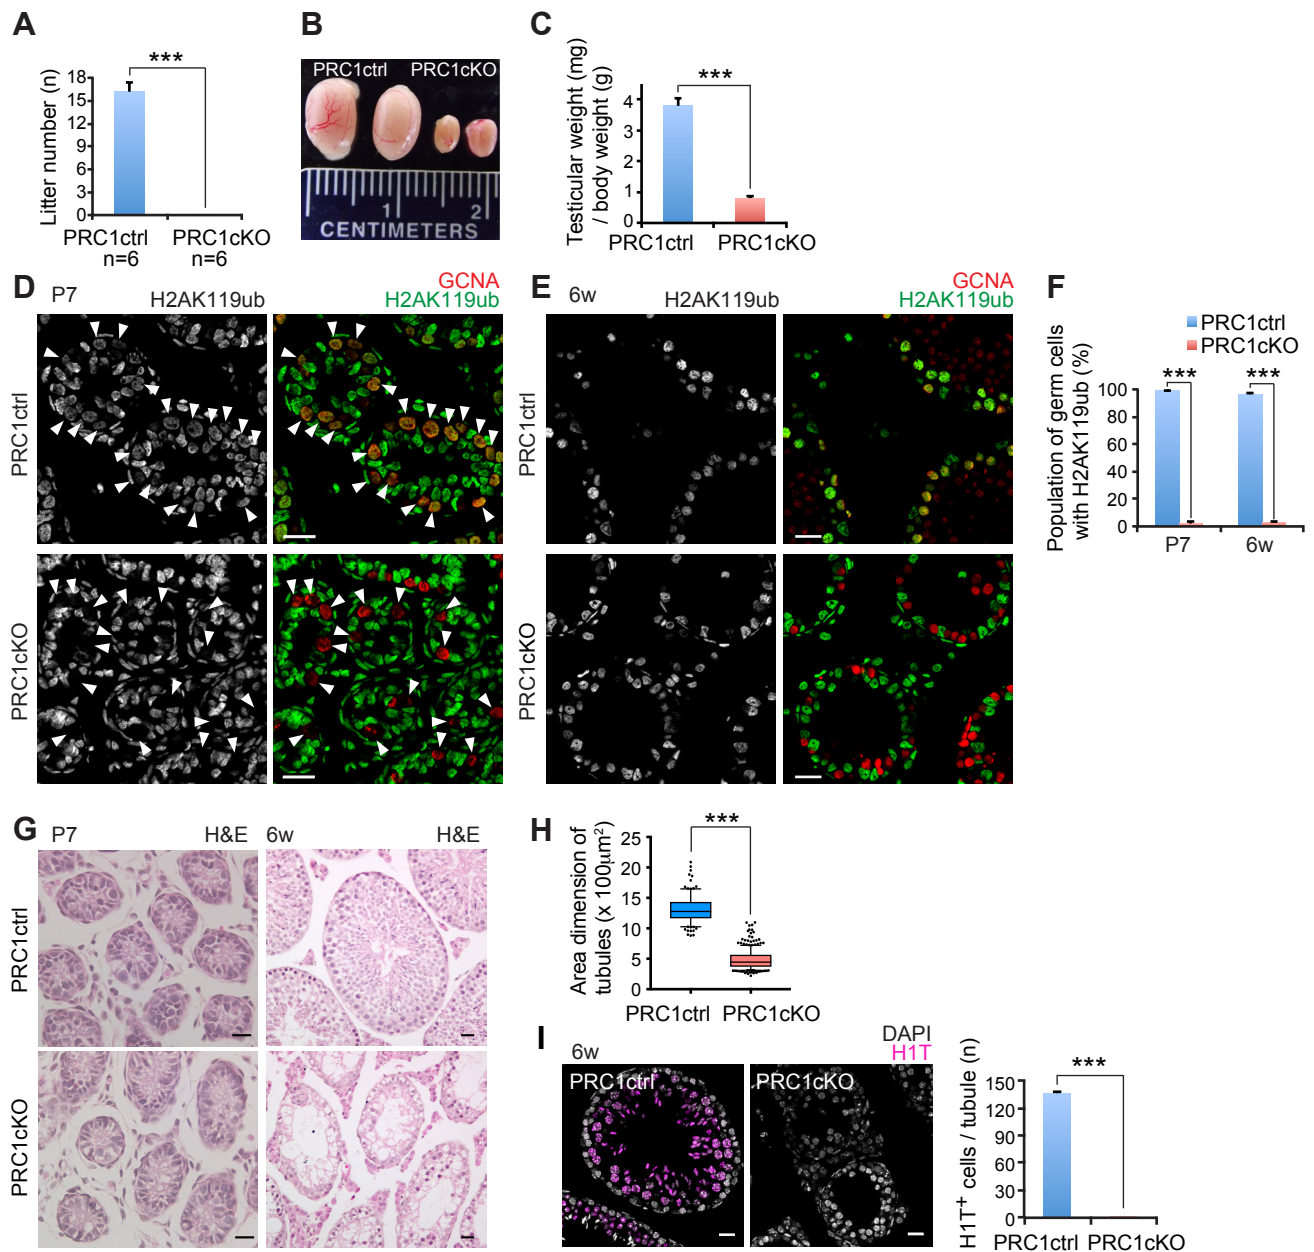 A
Litter number (n)
18
15
12
9
6
3
0
***
PRC1ctrl
n=6
PRC1cKO
n=6
B
PRC1ctrl
PRC1cKO
1
2
CENTIMETERS
C
Testicular weight (mg)
/ body weight (g)
4
3
2
1
0
***
PRC1ctrl
PRC1cKO
D
P7
H2AK119ub
GCNA
H2AK119ub
PRC1ctrl
PRC1cKO
E
6w
H2AK119ub
GCNA
H2AK119ub
PRC1ctrl
PRC1cKO
F
PRC1ctrl
PRC1cKO
Population of germ cells
with H2AK119ub (%)
100
80
60
40
20
0
***
***
P7
6w
G
P7
H&E
6w
H&E
PRC1ctrl
PRC1cKO
H
Area dimension of
tubules (x 100µm²)
25
20
15
10
5
0
***
PRC1ctrl
PRC1cKO
I
6w
DAPI
H1T
PRC1ctrl
PRC1cKO
H1T⁺ cells / tubule (n)
150
120
90
60
30
0
***
PRC1ctrl
PRC1cKO